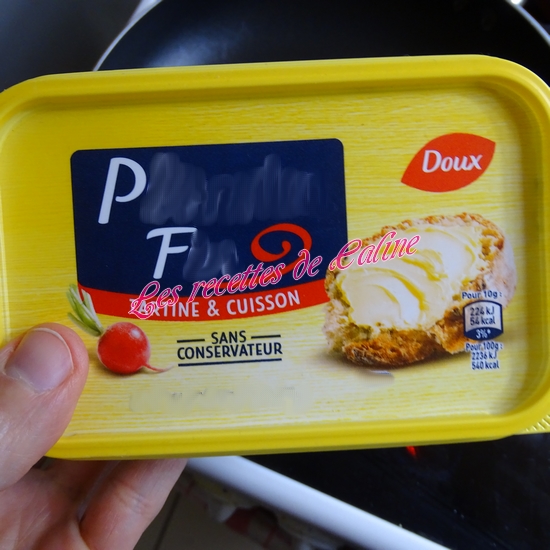 Doux
P
F
Les recettes de Caline
TARTINE & CUISSON
SANS
CONSERVATEUR
Pour 10g:
224 kJ
54 kcal
3%*
Pour 100g:
2236 kJ
540 kcal